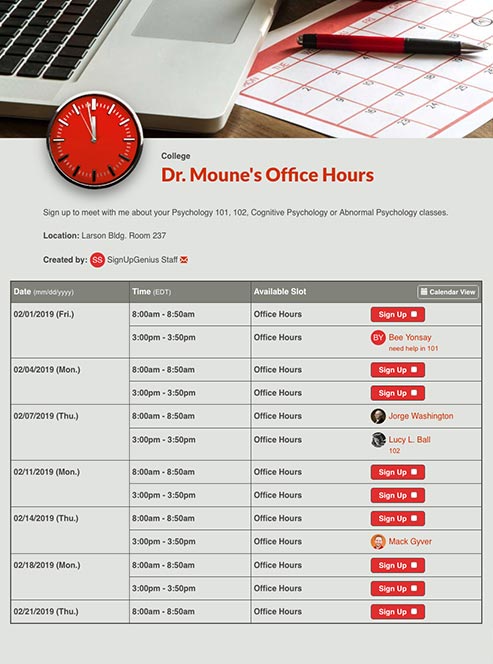 College
Dr. Moune's Office Hours
Sign up to meet with me about your Psychology 101, 102, Cognitive Psychology or Abnormal Psychology classes.
Location: Larson Bldg. Room 237
Created by: SS SignUpGenius Staff
Date (mm/dd/yyyy) Time (EDT) Available Slot Calendar View
02/01/2019 (Fri.) 8:00am - 8:50am Office Hours Sign Up
3:00pm - 3:50pm Office Hours BY Bee Yonsay
need help in 101
02/04/2019 (Mon.) 8:00am - 8:50am Office Hours Sign Up
3:00pm - 3:50pm Office Hours Sign Up
02/07/2019 (Thu.) 8:00am - 8:50am Office Hours Jorge Washington
3:00pm - 3:50pm Office Hours Lucy L. Ball
102
02/11/2019 (Mon.) 8:00am - 8:50am Office Hours Sign Up
3:00pm - 3:50pm Office Hours Sign Up
02/14/2019 (Thu.) 8:00am - 8:50am Office Hours Sign Up
3:00pm - 3:50pm Office Hours Mack Gyver
02/18/2019 (Mon.) 8:00am - 8:50am Office Hours Sign Up
3:00pm - 3:50pm Office Hours Sign Up
02/21/2019 (Thu.) 8:00am - 8:50am Office Hours Sign Up